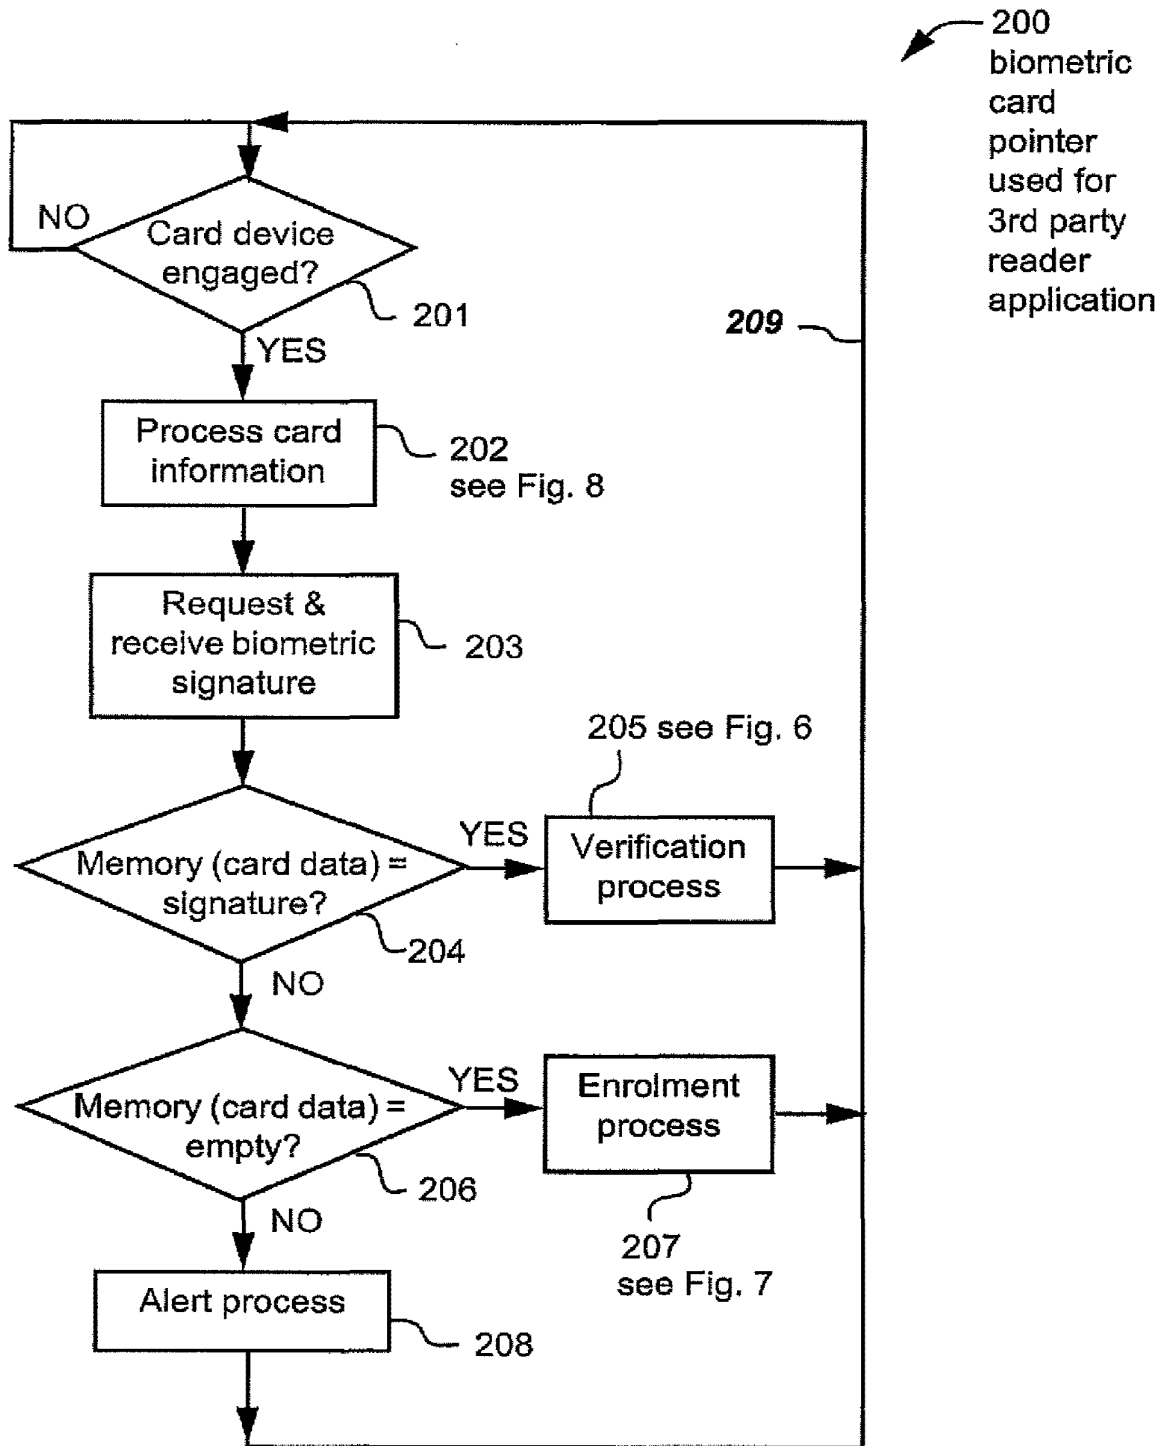 200
biometric
card
pointer
used for
3rd party
reader
application
NO
Card device
engaged?
201
209
YES
Process card
information
202
see Fig. 8
Request &
receive biometric
signature
203
205 see Fig. 6
Memory (card data) =
signature?
204
YES
Verification
process
NO
Memory (card data) =
empty?
206
YES
Enrolment
process
207
see Fig. 7
NO
Alert process
208